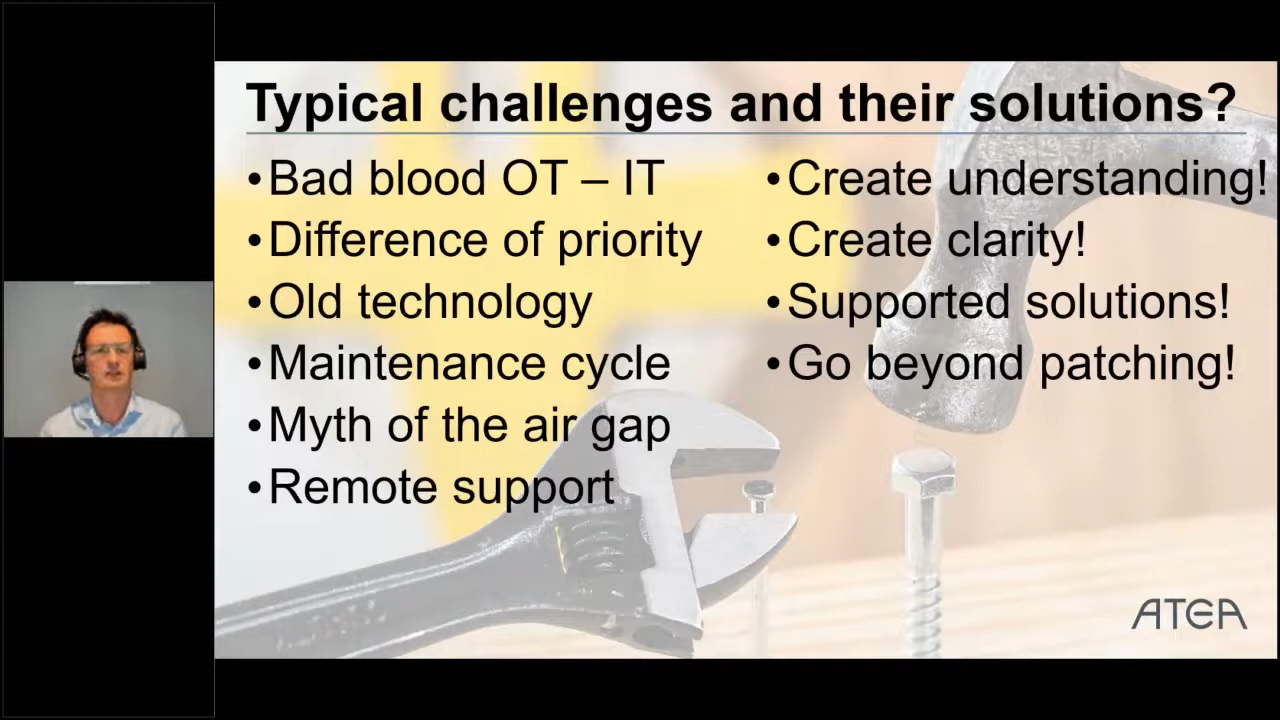 Typical challenges and their solutions?
•Bad blood OT – IT
•Difference of priority
•Old technology
•Maintenance cycle
•Myth of the air gap
•Remote support
•Create understanding!
•Create clarity!
•Supported solutions!
•Go beyond patching!
ATEA